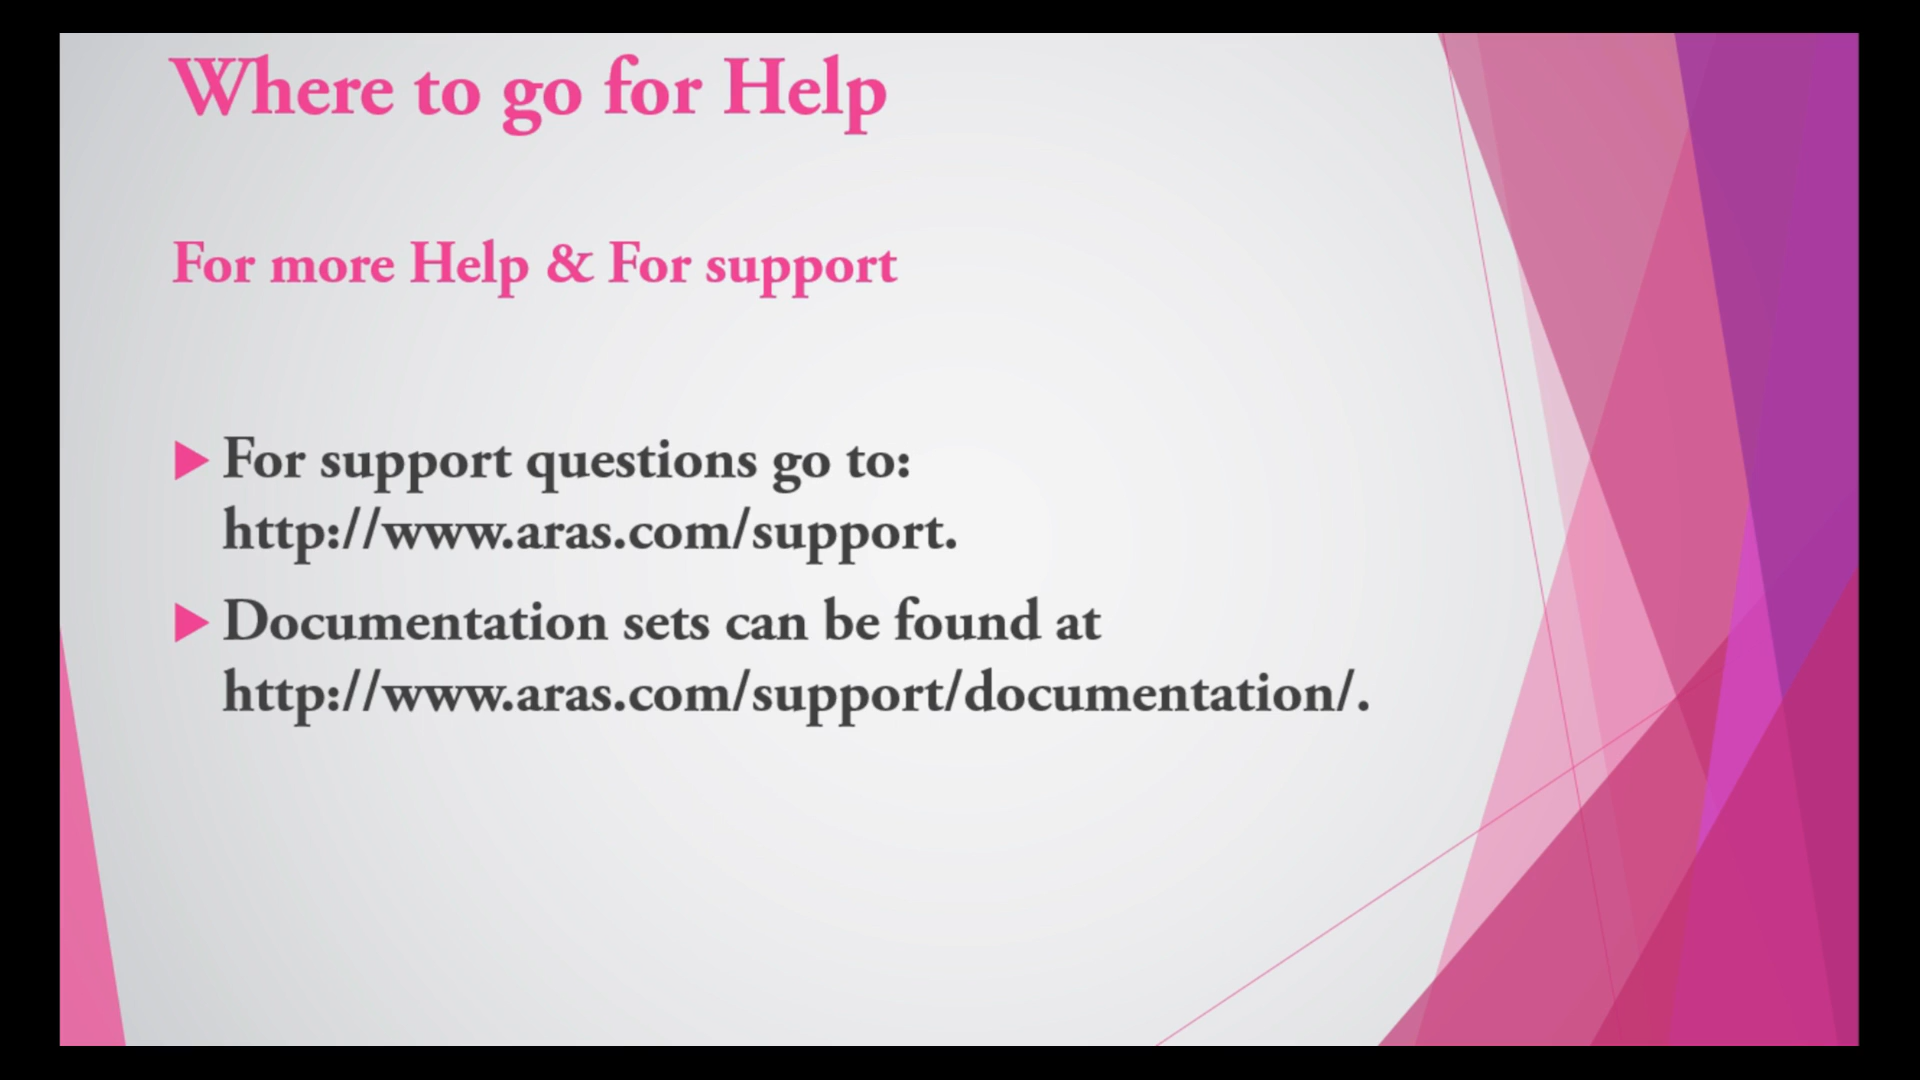 Where to go for Help
For more Help & For support
For support questions go to:
http://www.aras.com/support.
Documentation sets can be found at
http://www.aras.com/support/documentation/.